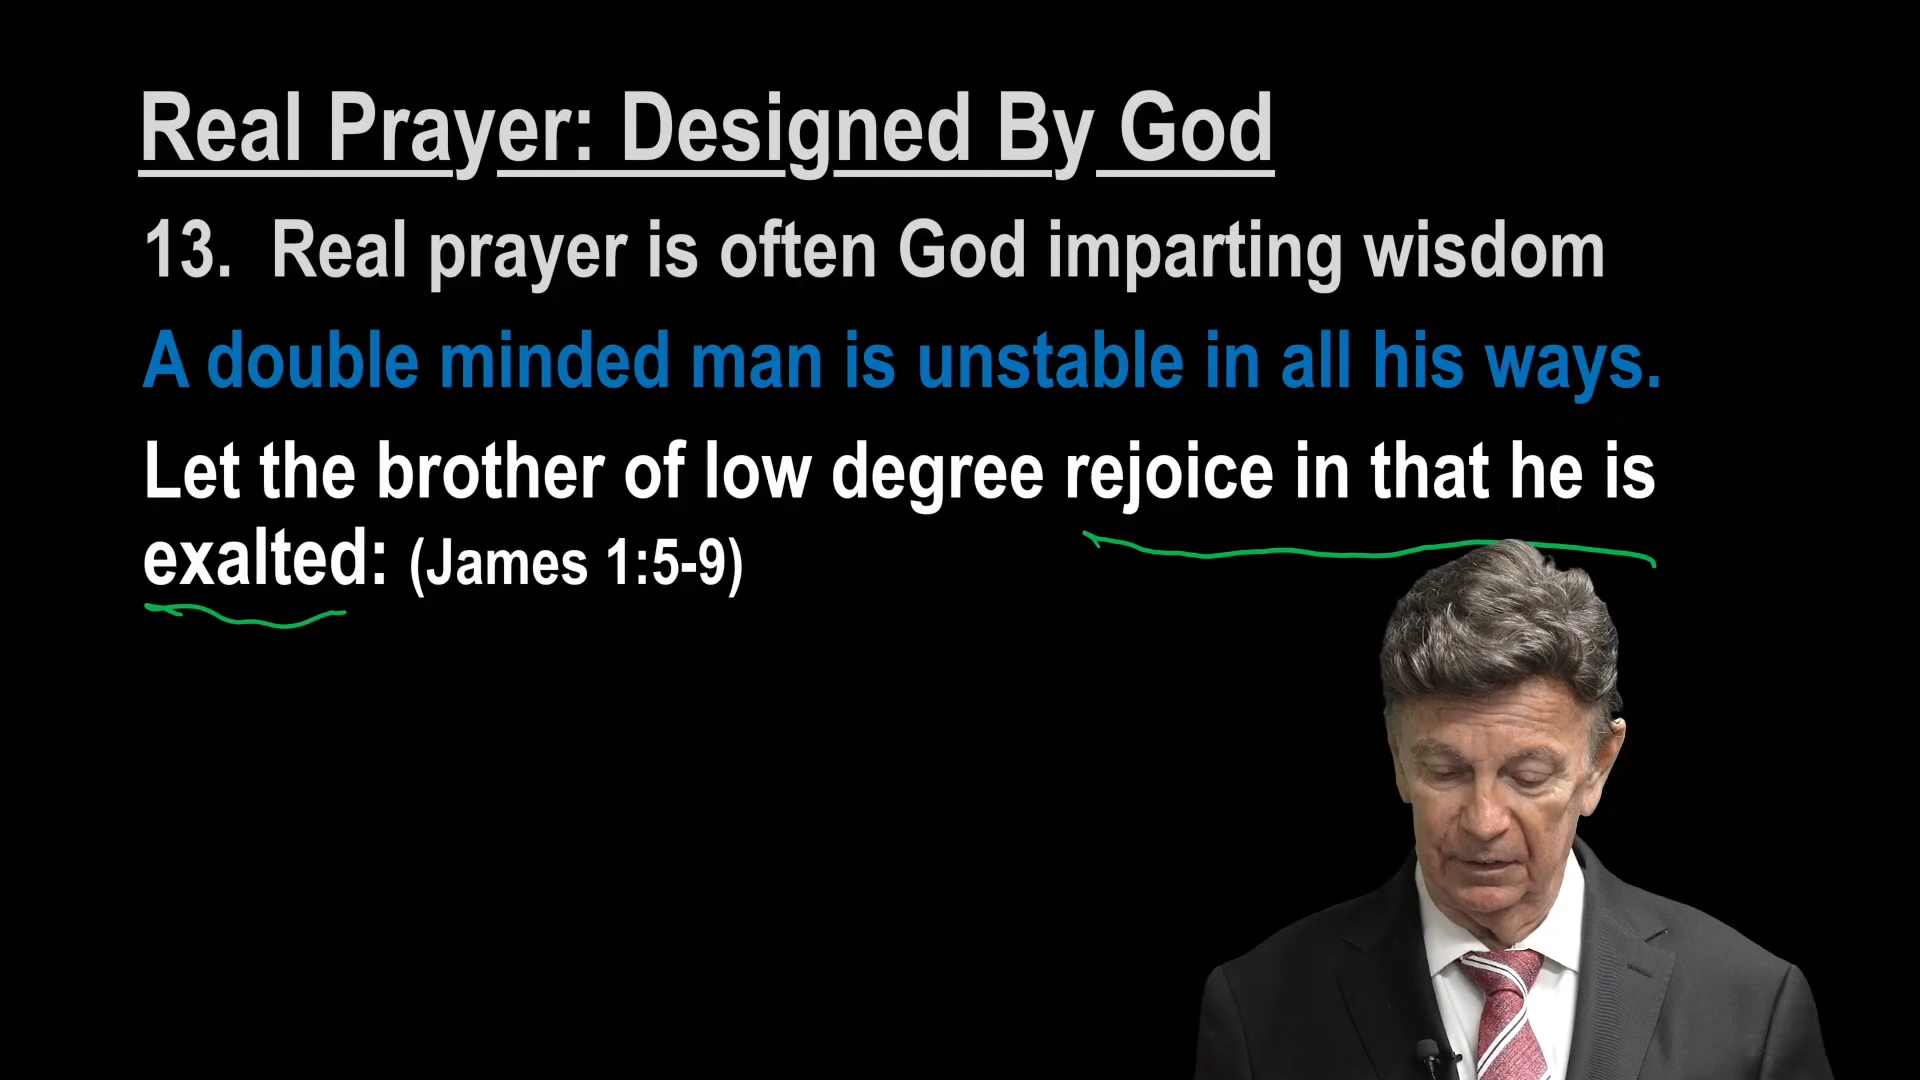 Real Prayer: Designed By God
13. Real prayer is often God imparting wisdom
A double minded man is unstable in all his ways.
Let the brother of low degree rejoice in that he is
exalted: (James 1:5-9)